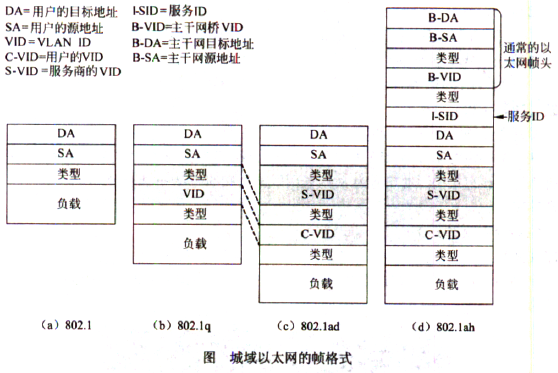 DA=用户的目标地址
SA=用户的源地址
VID=VLAN ID
C-VID=用户的VID
S-VID=服务商的VID
I-SID=服务ID
B-VID=主干网桥VID
B-DA=主干网目标地址
B-SA=主干网源地址
DA
SA
类型
负载
(a) 802.1
DA
SA
类型
VID
类型
负载
(b) 802.1q
DA
SA
类型
S-VID
类型
C-VID
类型
负载
(c) 802.1ad
B-DA
B-SA
类型
B-VID
类型
I-SID
DA
SA
类型
S-VID
类型
C-VID
类型
负载
(d) 802.1ah
通常的以
太网帧头
服务ID
图 城域以太网的帧格式